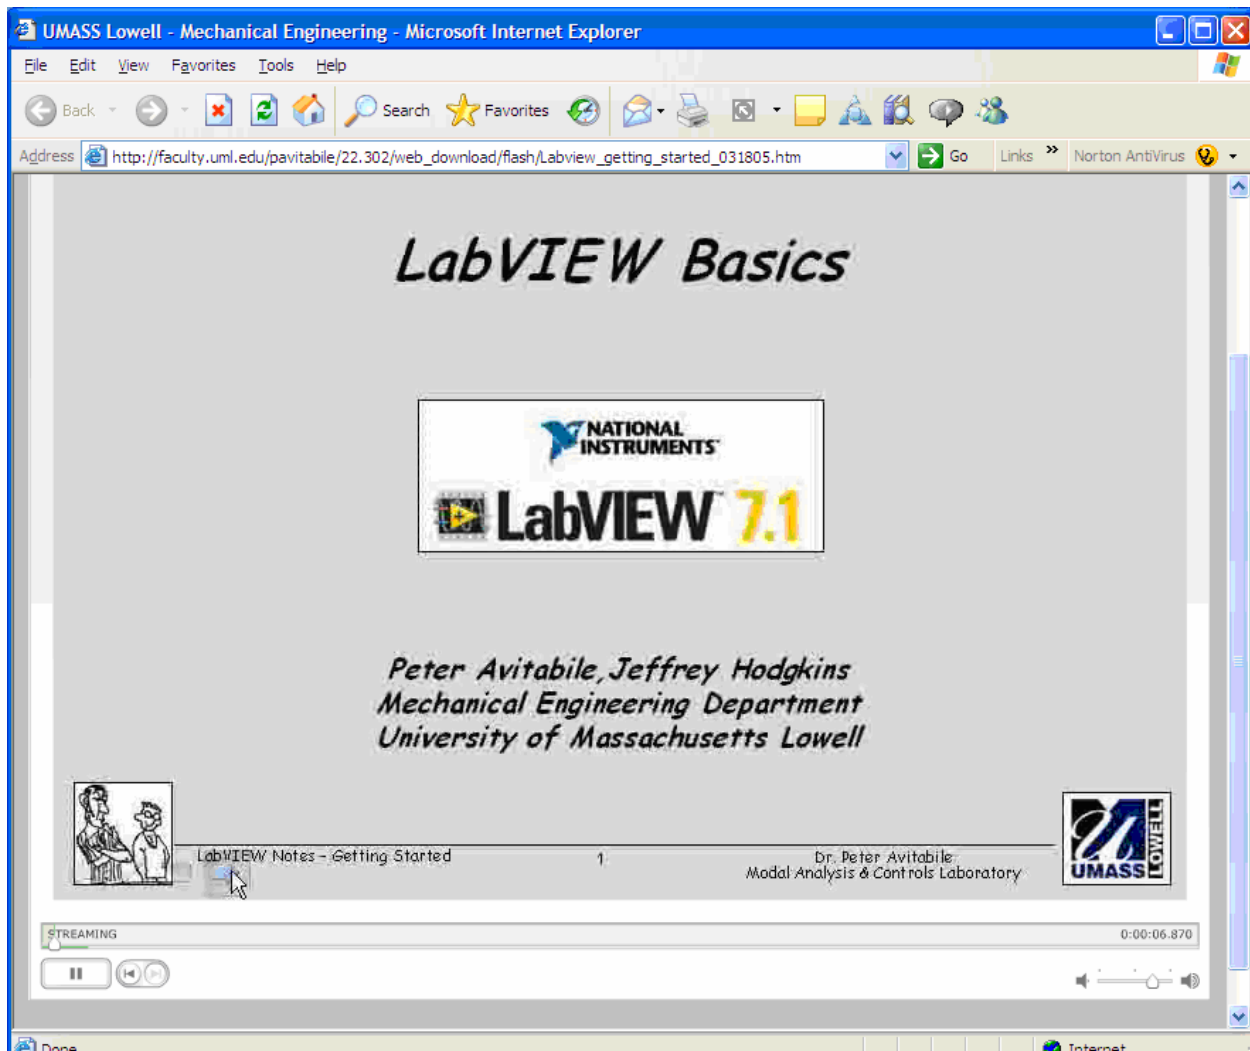 UMASS Lowell - Mechanical Engineering - Microsoft Internet Explorer
File Edit View Favorites Tools Help
Back Search Favorites
Address http://faculty.uml.edu/pavitabile/22.302/web_download/flash/Labview_getting_started_031805.htm Go Links » Norton AntiVirus
LabVIEW Basics
NATIONAL
INSTRUMENTS
LabVIEW™ 7.1
Peter Avitabile, Jeffrey Hodgkins
Mechanical Engineering Department
University of Massachusetts Lowell
LabVIEW Notes - Getting Started 1 Dr. Peter Avitabile
Modal Analysis & Controls Laboratory
UMASS LOWELL
STREAMING 0:00:06.870
Done Internet